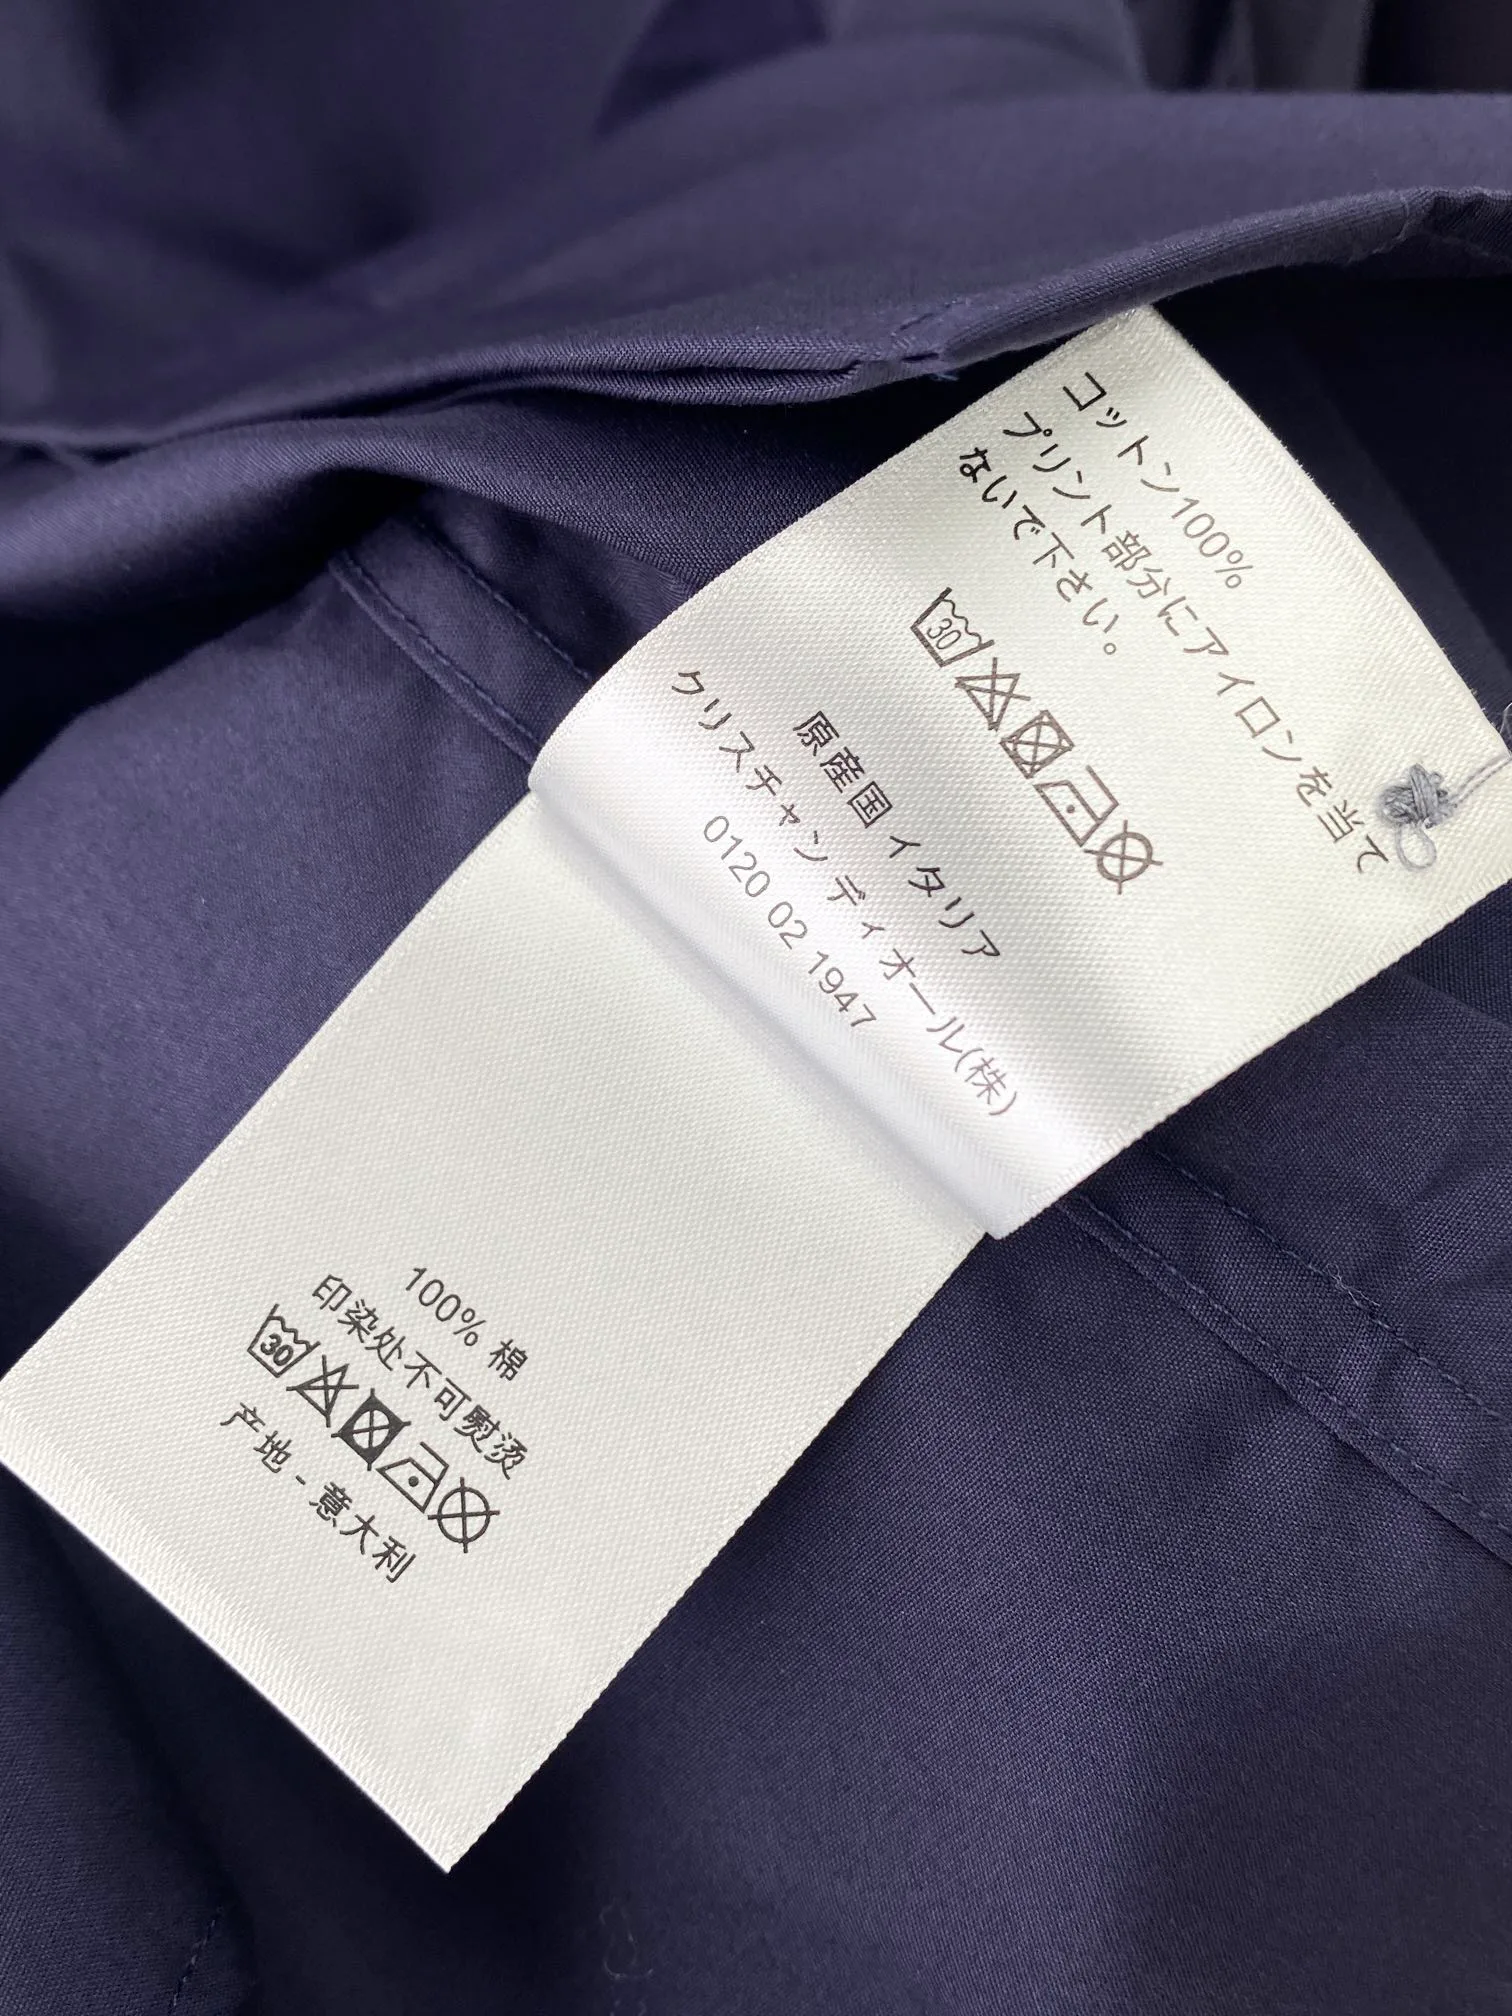 コットン100%
プリント部分にアイロンを当て
ないで下さい。
30
原産国 イタリア
クリスチャン ディオール(株)
0120 02 1947
100% 棉
印染处不可熨烫
30
产地 - 意大利